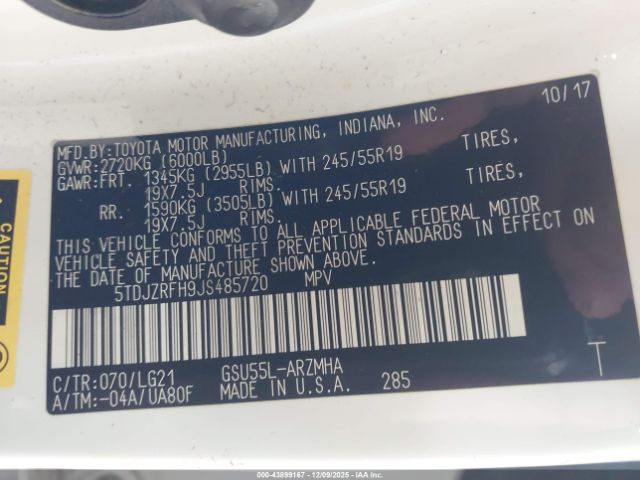 10/17
MFD.BY:TOYOTA MOTOR MANUFACTURING, INDIANA, INC.
GVWR:2720KG (6000LB)
GAWR:FRT. 1345KG (2955LB) WITH 245/55R19 TIRES,
19X7.5J RIMS.
RR. 1590KG (3505LB) WITH 245/55R19 TIRES,
19X7.5J RIMS.
THIS VEHICLE CONFORMS TO ALL APPLICABLE FEDERAL MOTOR
VEHICLE SAFETY AND THEFT PREVENTION STANDARDS IN EFFECT ON
THE DATE OF MANUFACTURE SHOWN ABOVE.
5TDJZRFH9JS485720 MPV
C/TR:070/LG21 GSU55L-ARZMHA
A/TM:-04A/UA80F MADE IN U.S.A. 285
T
CAUTION
STOCK: 43899167 - 12/09/2025 - IAAI.COM